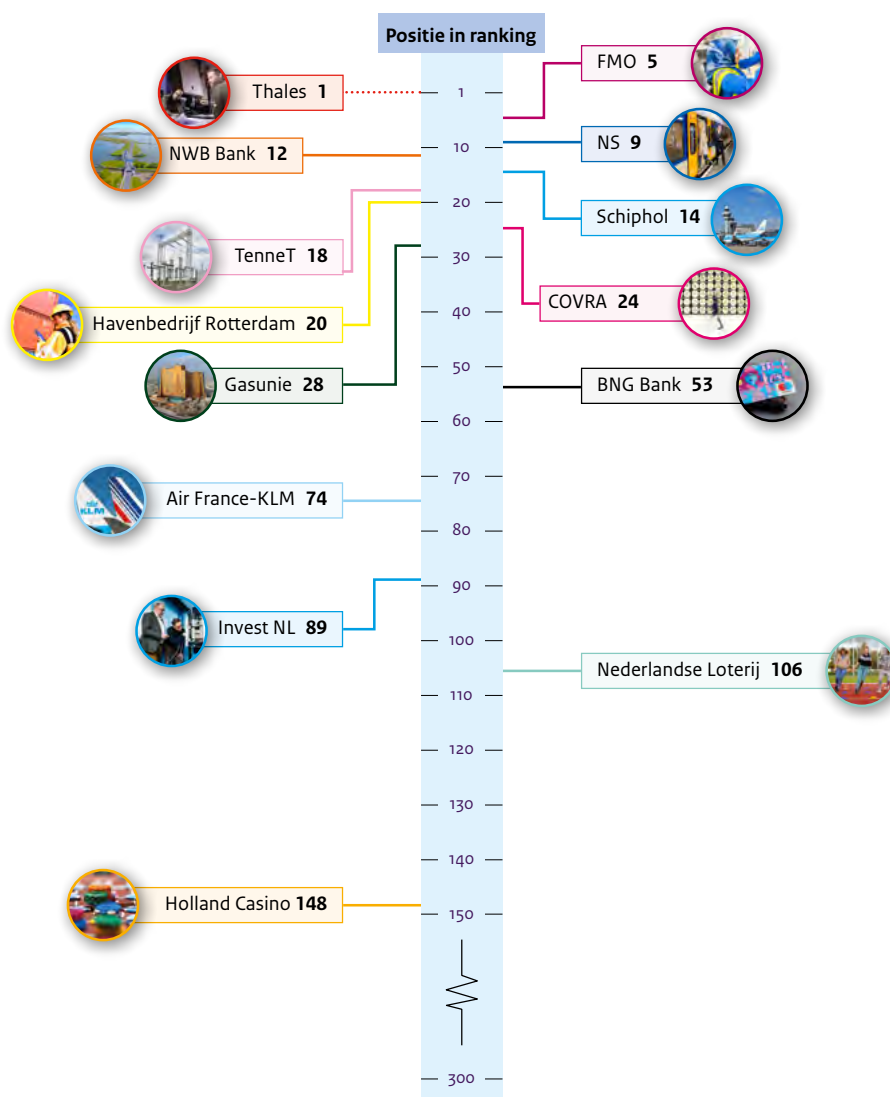 Positie in ranking
Thales 1
FMO 5
NS 9
NWB Bank 12
Schiphol 14
TenneT 18
Havenbedrijf Rotterdam 20
COVRA 24
Gasunie 28
BNG Bank 53
Air France-KLM 74
KLM
Invest NL 89
Nederlandse Loterij 106
Holland Casino 148
1
10
20
30
40
50
60
70
80
90
100
110
120
130
140
150
300